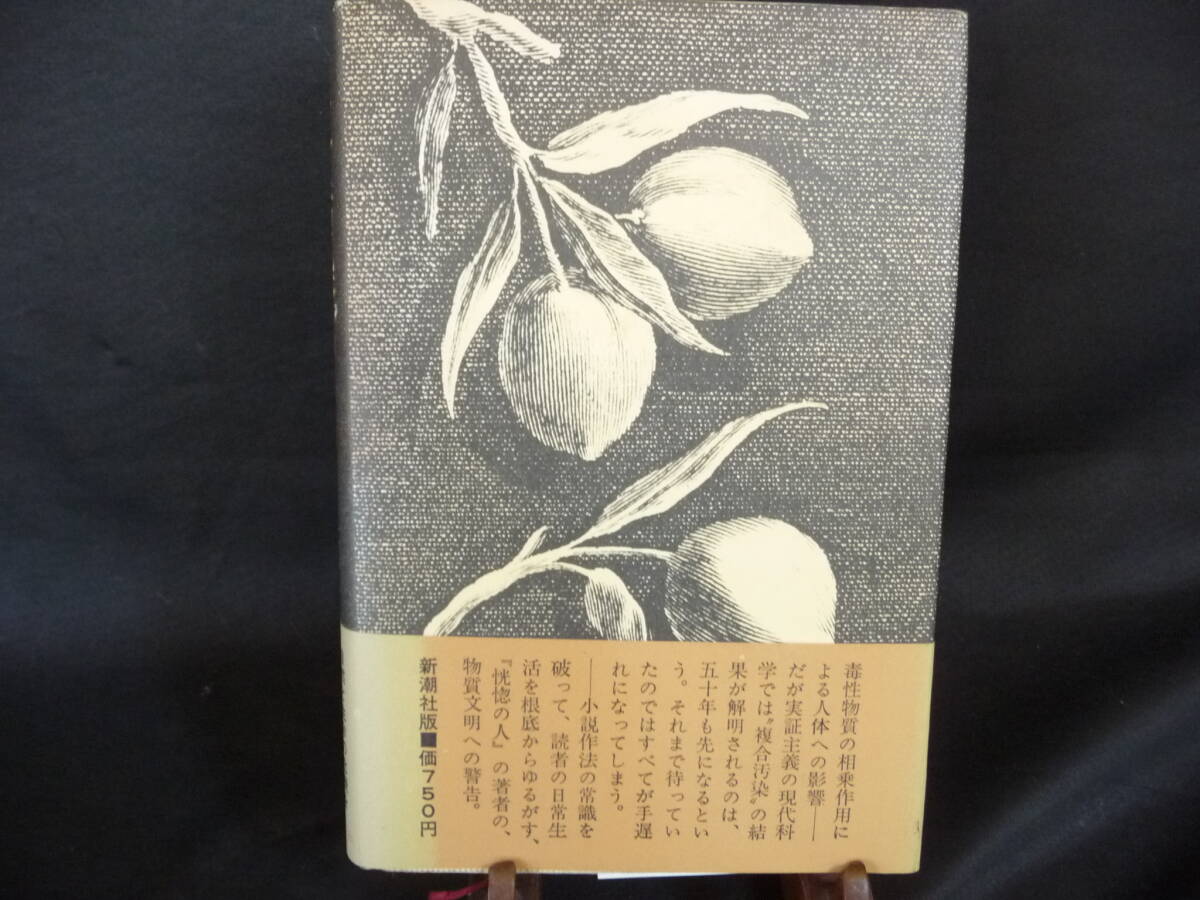 毒性物質の相乗作用に
よる人体への影響――
だが実証主義の現代科
学では〝複合汚染〟の結
果が解明されるのは、
五十年も先になるとい
う。それまで待ってい
たのではすべてが手遅
れになってしまう。
――小説作法の常識を
破って、読者の日常生
活を根底からゆるがす、
『恍惚の人』の著者の、
物質文明への警告。
新潮社版■価750円